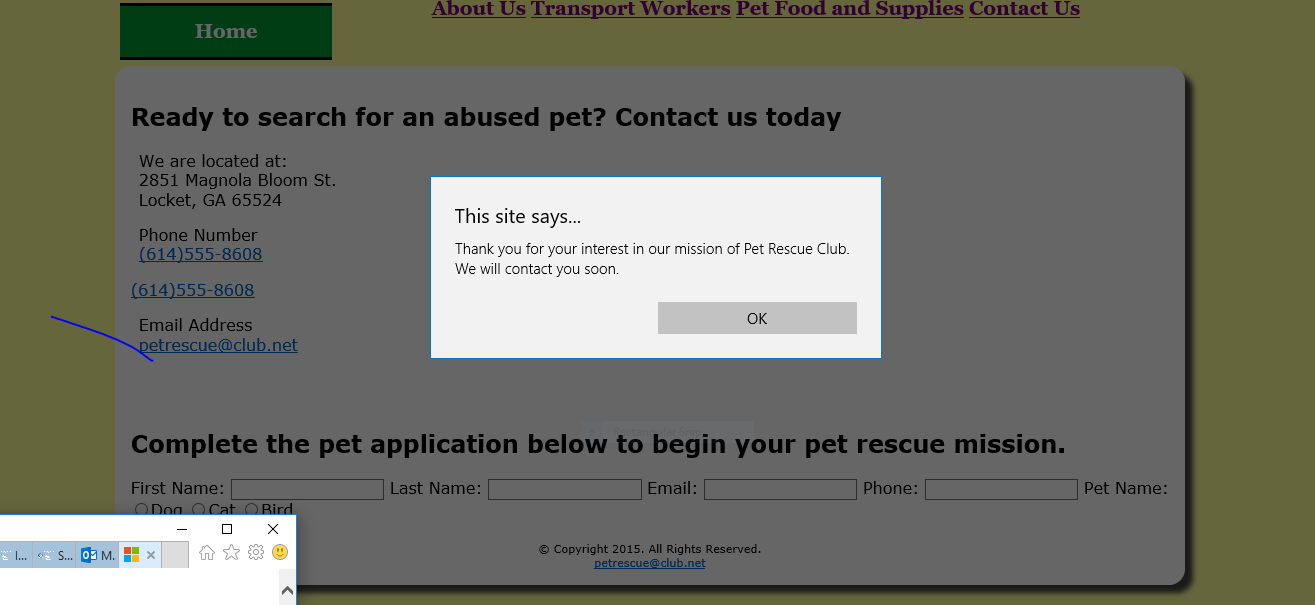 About Us Transport Workers Pet Food and Supplies Contact Us
Home
Ready to search for an abused pet? Contact us today
We are located at:
2851 Magnola Bloom St.
Locket, GA 65524
Phone Number
(614)555-8608
(614)555-8608
Email Address
petrescue@club.net
This site says...
Thank you for your interest in our mission of Pet Rescue Club.
We will contact you soon.
OK
Complete the pet application below to begin your pet rescue mission.
First Name: Last Name: Email: Phone: Pet Name:
Dog Cat Bird
I... S... M.
© Copyright 2015. All Rights Reserved.
petrescue@club.net